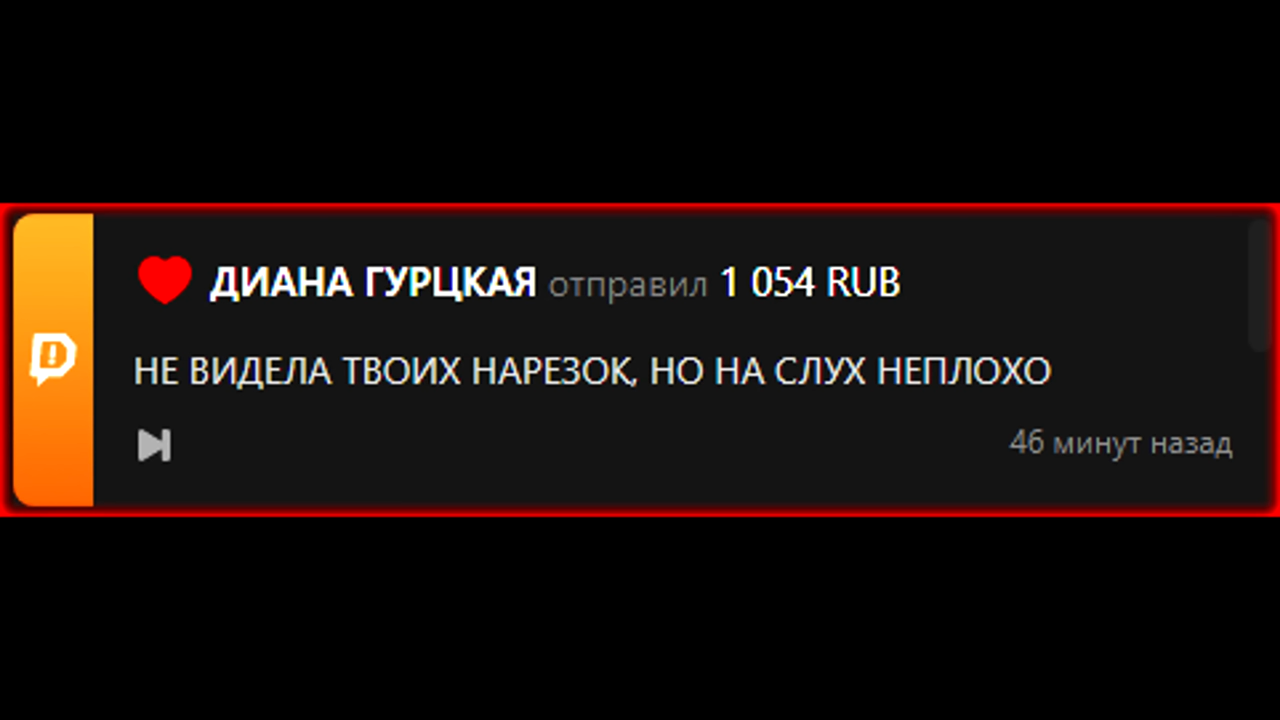 ДИАНА ГУРЦКАЯ отправил 1 054 RUB
НЕ ВИДЕЛА ТВОИХ НАРЕЗОК, НО НА СЛУХ НЕПЛОХО
46 минут назад